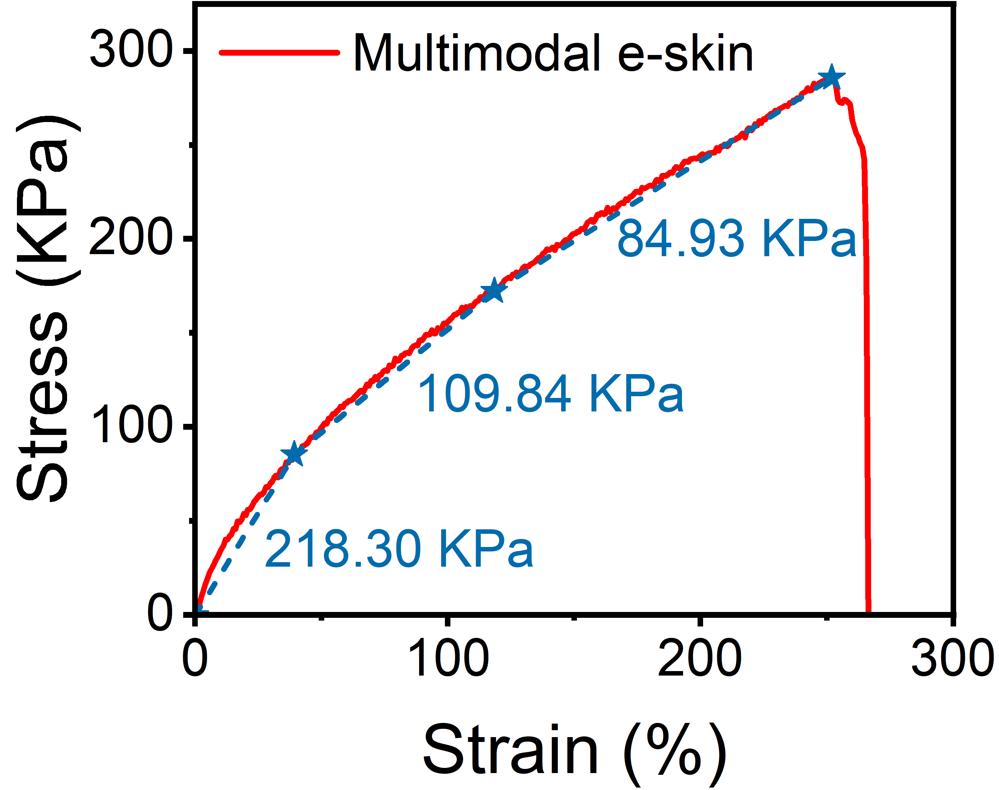 Multimodal e-skin
Stress (KPa)
300
200
100
0
84.93 KPa
109.84 KPa
218.30 KPa
0
100
200
300
Strain (%)